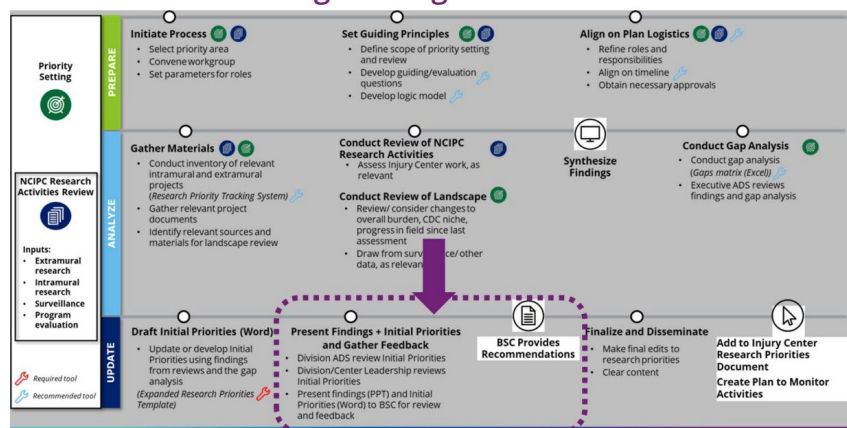 Priority
Setting
NCIPC Research
Activities Review
Inputs:
• Extramural
research
• Intramural
research
• Surveillance
• Program
evaluation
Required tool
Recommended tool
PREPARE
Initiate Process
• Select priority area
• Convene workgroup
• Set parameters for roles
Set Guiding Principles
• Define scope of priority setting
and review
• Develop guiding/evaluation
questions
• Develop logic model
Align on Plan Logistics
• Refine roles and
responsibilities
• Align on timeline
• Obtain necessary approvals
ANALYZE
Gather Materials
• Conduct inventory of relevant
intramural and extramural
projects
(Research Priority Tracking System)
• Gather relevant project
documents
• Identify relevant sources and
materials for landscape review
Conduct Review of NCIPC
Research Activities
• Assess Injury Center work, as
relevant
Conduct Review of Landscape
• Review/ consider changes to
overall burden, CDC niche,
progress in field since last
assessment
• Draw from other
data, as relevant
Synthesize
Findings
Conduct Gap Analysis
• Conduct gap analysis
(Gaps matrix (Excel))
• Executive ADS reviews
findings and gap analysis
UPDATE
Draft Initial Priorities (Word)
• Update or develop Initial
Priorities using findings
from reviews and the gap
analysis
(Expanded Research Priorities
Template)
Present Findings + Initial Priorities
and Gather Feedback
• Division ADS review Initial Priorities
• Division/Center Leadership reviews
Initial Priorities
• Present findings (PPT) and Initial
Priorities (Word) to BSC for review
and feedback
BSC Provides
Recommendations
Finalize and Disseminate
• Make final edits to
research priorities
• Clear content
Add to Injury Center
Research Priorities
Document
Create Plan to Monitor
Activities